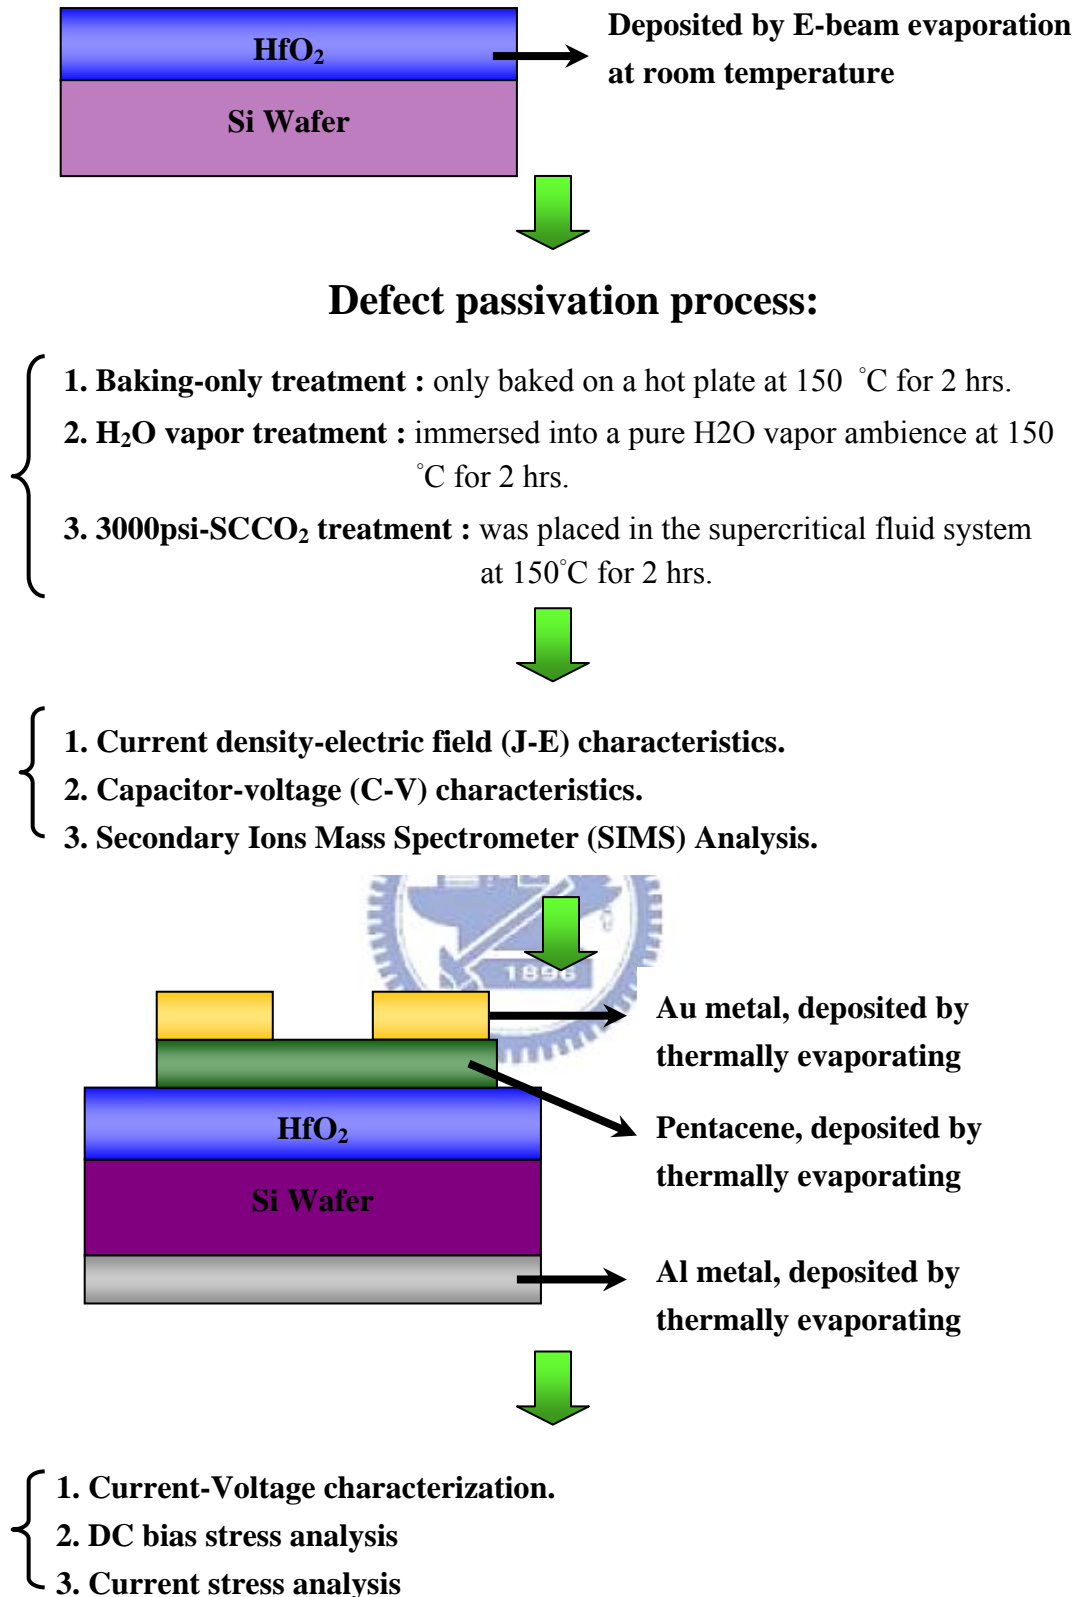 HfO₂
Deposited by E-beam evaporation
at room temperature
Si Wafer
Defect passivation process:
1. Baking-only treatment : only baked on a hot plate at 150 °C for 2 hrs.
2. H₂O vapor treatment : immersed into a pure H2O vapor ambience at 150
°C for 2 hrs.
3. 3000psi-SCCO₂ treatment : was placed in the supercritical fluid system
at 150°C for 2 hrs.
1. Current density-electric field (J-E) characteristics.
2. Capacitor-voltage (C-V) characteristics.
3. Secondary Ions Mass Spectrometer (SIMS) Analysis.
1896
Au metal, deposited by
thermally evaporating
HfO₂
Pentacene, deposited by
thermally evaporating
Si Wafer
Al metal, deposited by
thermally evaporating
1. Current-Voltage characterization.
2. DC bias stress analysis
3. Current stress analysis